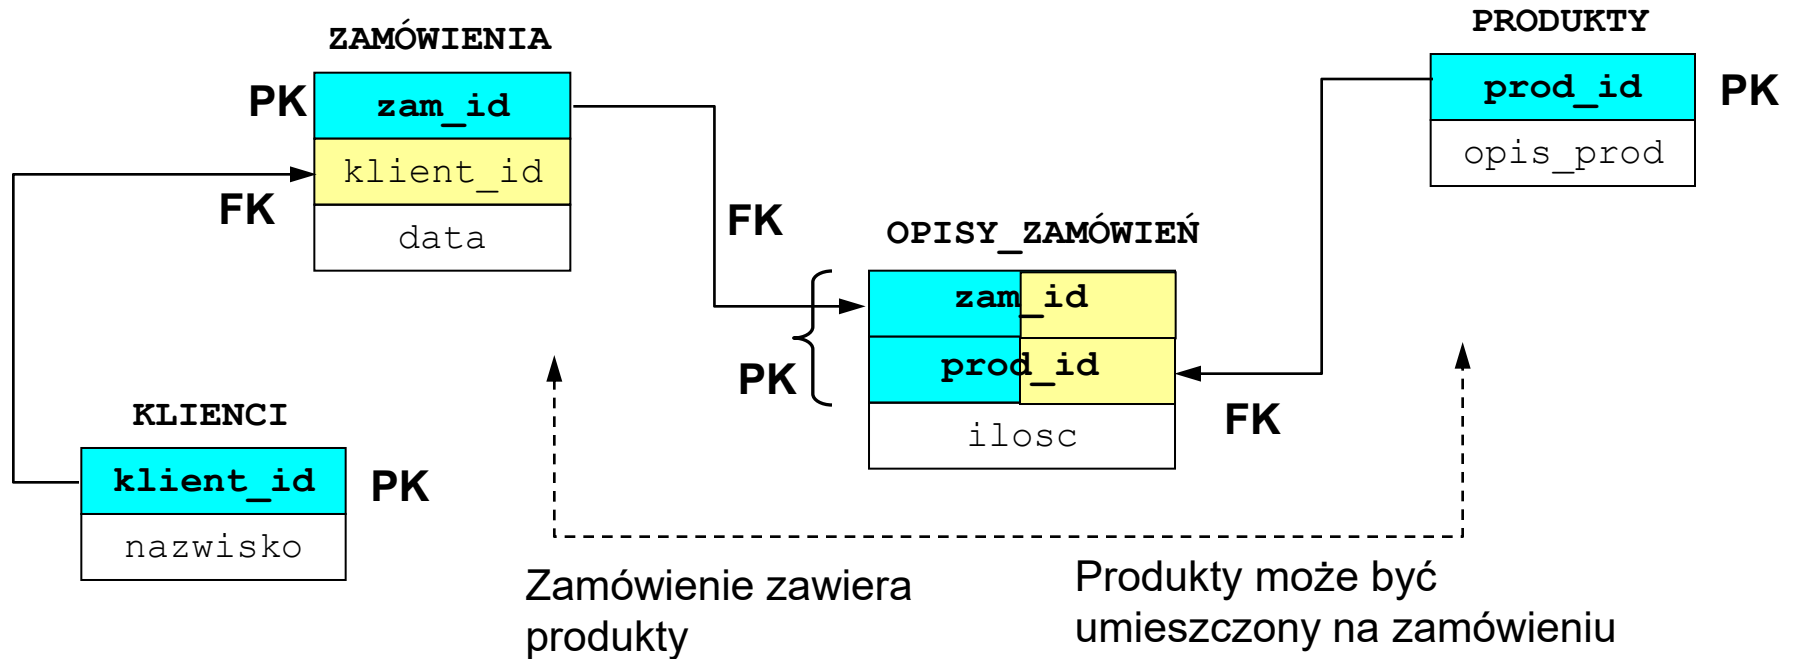 ZAMÓWIENIA
PK
zam_id
klient_id
FK
data
PRODUKTY
prod_id
PK
opis_prod
FK
OPISY_ZAMÓWIEŃ
zam_id
prod_id
PK
ilosc
FK
KLIENCI
klient_id
PK
nazwisko
Zamówienie zawiera
produkty
Produkty może być
umieszczony na zamówieniu